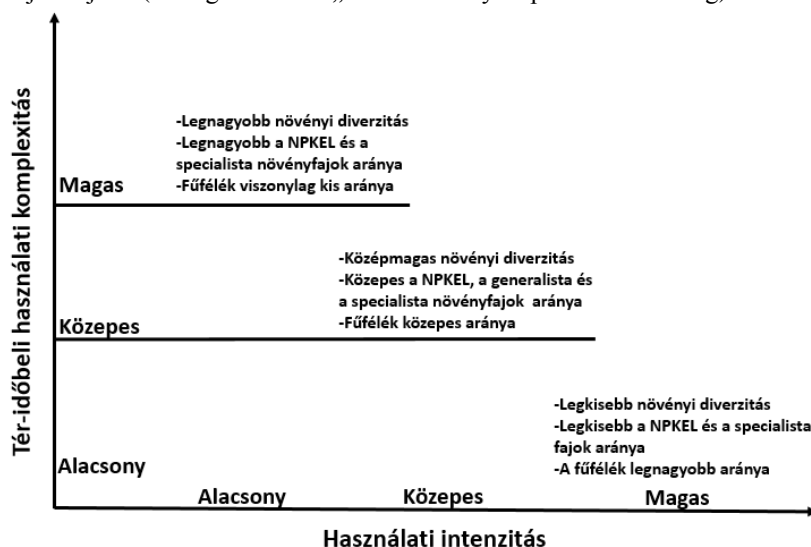 Tér-időbeli használati komplexitás
-Legnagyobb növényi diverzitás
-Legnagyobb a NPKEL és a
specialista növényfajok aránya
-Fűfélék viszonylag kis aránya
Magas
-Középmagas növényi diverzitás
-Közepes a NPKEL, a generalista és
a specialista növényfajok aránya
-Fűfélék közepes aránya
Közepes
-Legkisebb növényi diverzitás
-Legkisebb a NPKEL és a specialista
fajok aránya
-A fűfélék legnagyobb aránya
Alacsony
Alacsony Közepes Magas
Használati intenzitás